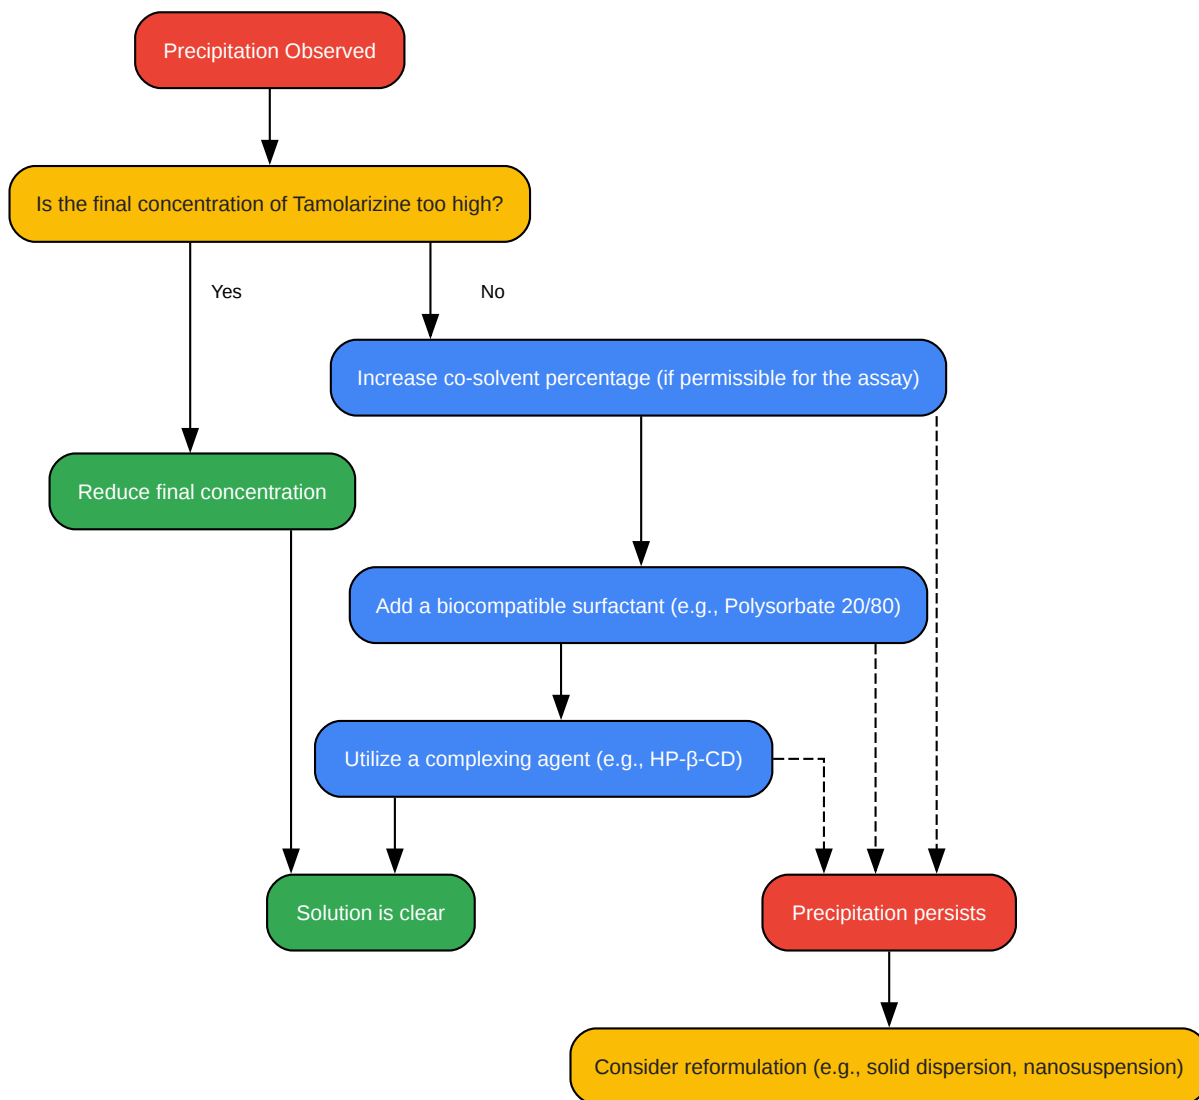 Precipitation Observed
Is the final concentration of Tamolarizine too high?
Yes
No
Increase co-solvent percentage (if permissible for the assay)
Reduce final concentration
Add a biocompatible surfactant (e.g., Polysorbate 20/80)
Utilize a complexing agent (e.g., HP-β-CD)
Solution is clear
Precipitation persists
Consider reformulation (e.g., solid dispersion, nanosuspension)